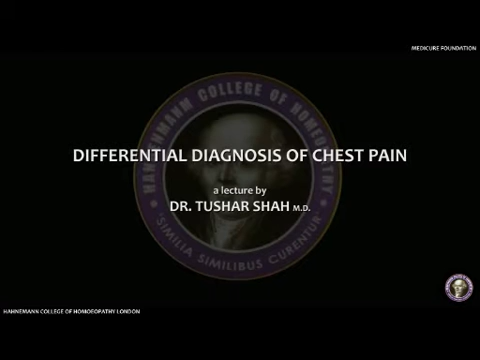 MEDICURE FOUNDATION
HAHNEMANN COLLEGE OF HOMOEOPATHY
DIFFERENTIAL DIAGNOSIS OF CHEST PAIN
a lecture by
DR. TUSHAR SHAH M.D.
"SIMILIA SIMILIBUS CURENTUR"
HAHNEMANN COLLEGE OF HOMOEOPATHY LONDON